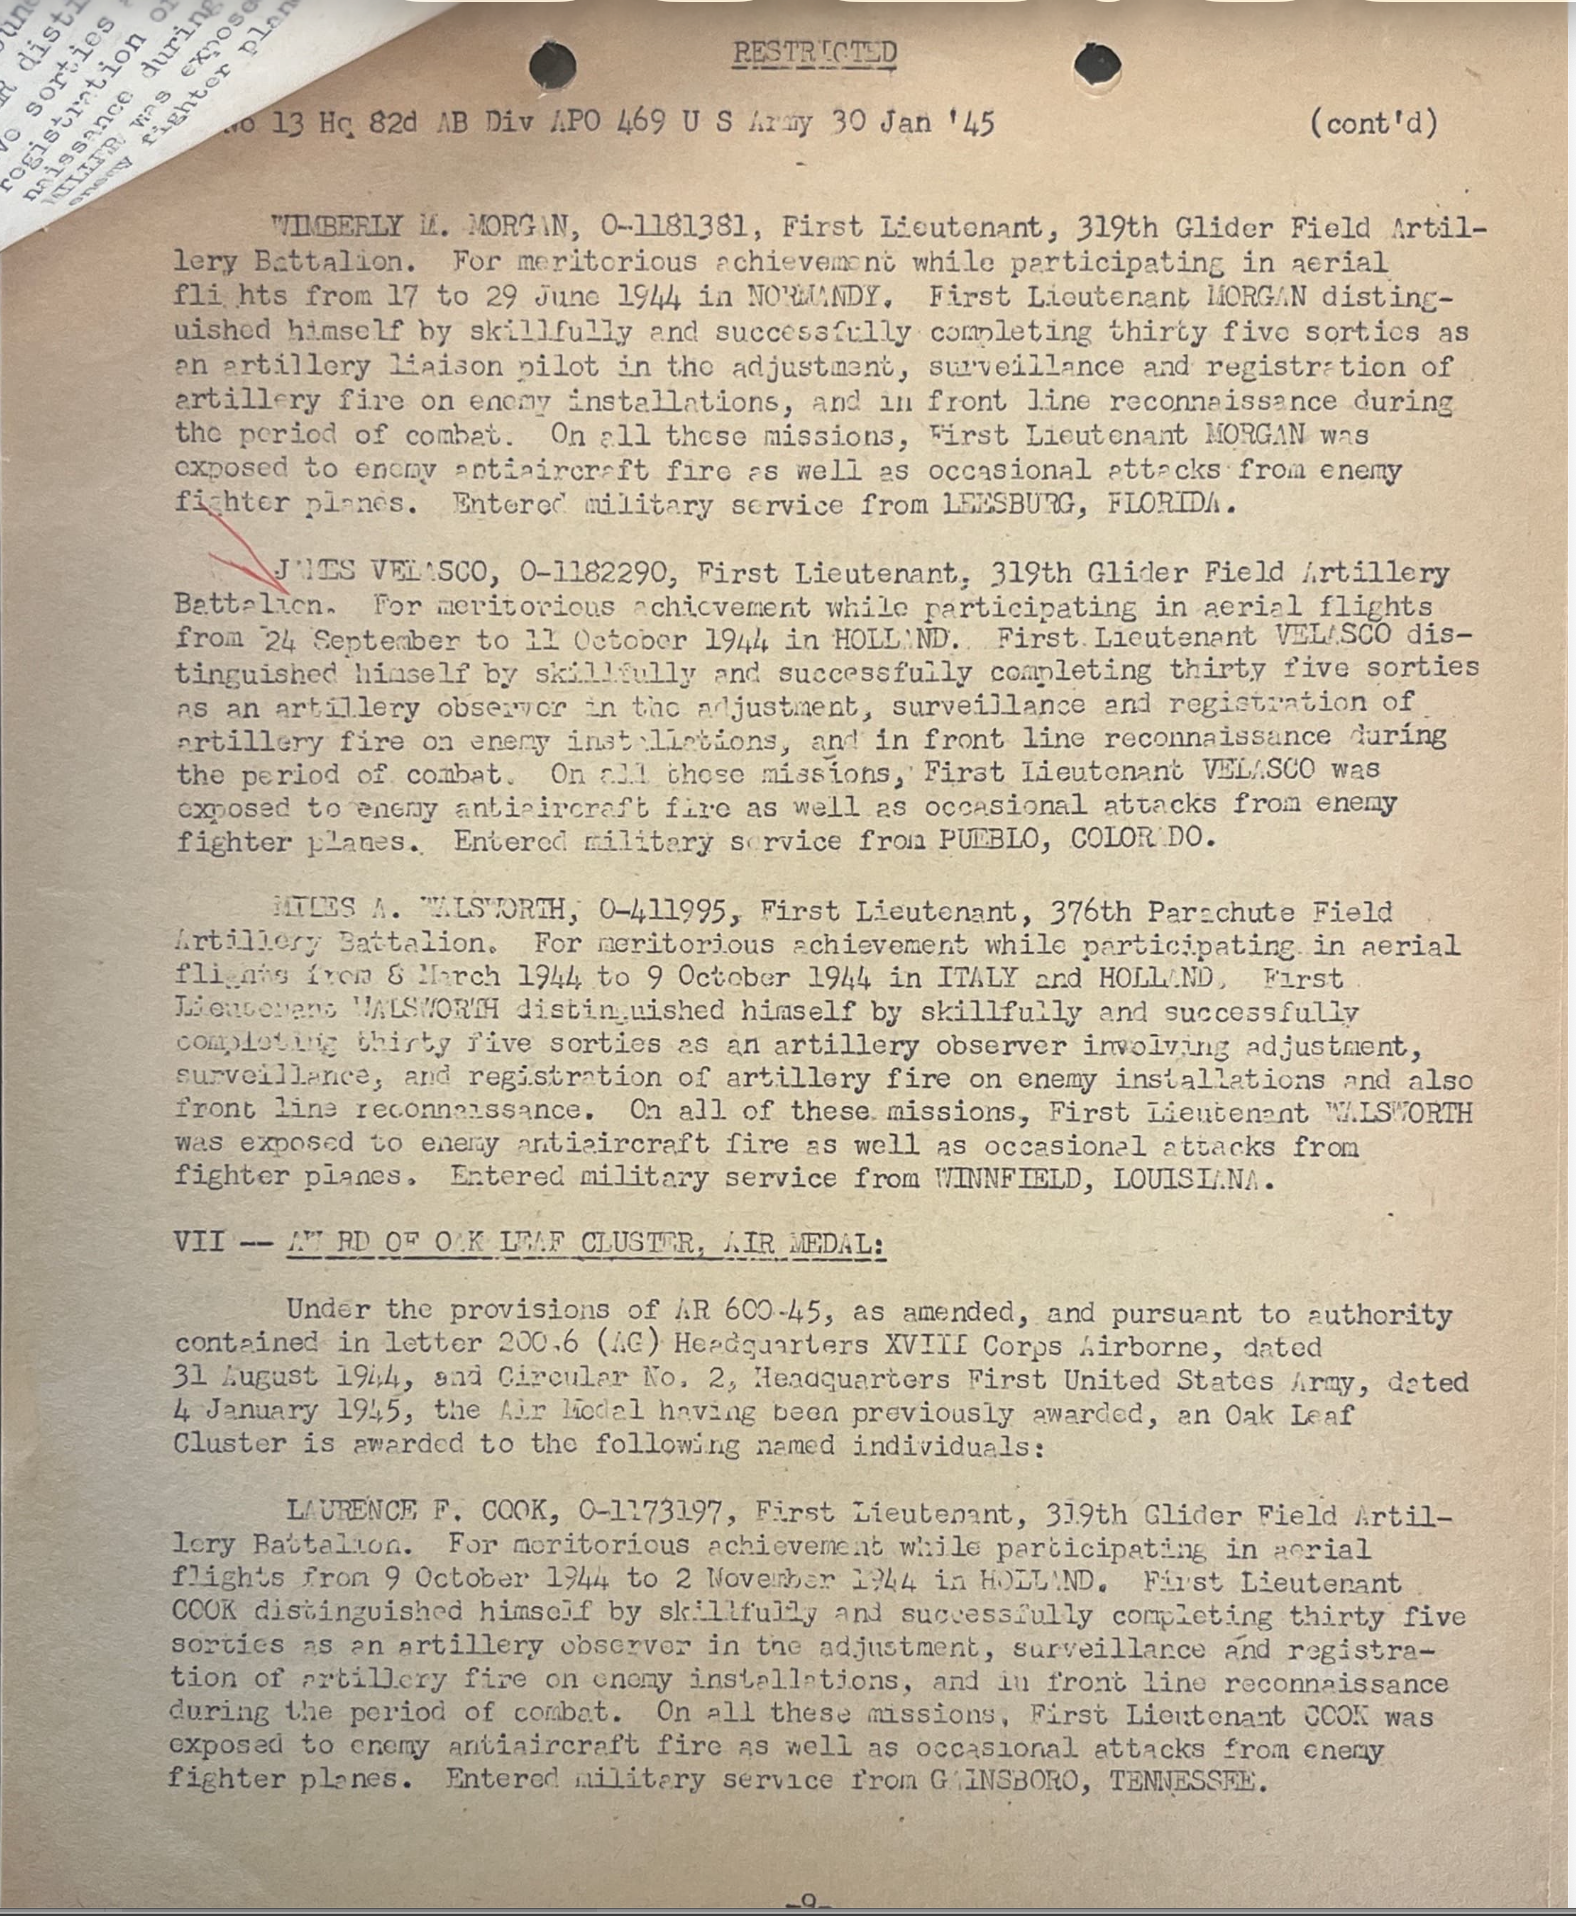 oun
R disti
vo sorties a
registration o
naissance during
MILLER was expose
enemy fighter plan
RESTRICTED
No 13 Hq 82d AB Div APO 469 U S Army 30 Jan '45 (cont'd)
WIMBERLY M. MORGAN, O-1181381, First Lieutenant, 319th Glider Field Artil-
lery Battalion. For meritorious achievement while participating in aerial
fli hts from 17 to 29 June 1944 in NORMANDY. First Lieutenant MORGAN disting-
uished himself by skillfully and successfully completing thirty five sorties as
an artillery liaison pilot in the adjustment, surveillance and registration of
artillery fire on enemy installations, and in front line reconnaissance during
the period of combat. On all these missions, First Lieutenant MORGAN was
exposed to enemy antiaircraft fire as well as occasional attacks from enemy
fighter planes. Entered military service from LEESBURG, FLORIDA.
JAMES VELASCO, O-1182290, First Lieutenant, 319th Glider Field Artillery
Battalion. For meritorious achievement while participating in aerial flights
from 24 September to 11 October 1944 in HOLLAND. First Lieutenant VELASCO dis-
tinguished himself by skillfully and successfully completing thirty five sorties
as an artillery observer in the adjustment, surveillance and registration of
artillery fire on enemy installations, and in front line reconnaissance during
the period of combat. On all these missions, First Lieutenant VELASCO was
exposed to enemy antiaircraft fire as well as occasional attacks from enemy
fighter planes. Entered military service from PUEBLO, COLORADO.
MILES A. WALSWORTH, O-411995, First Lieutenant, 376th Parachute Field
Artillery Battalion. For meritorious achievement while participating in aerial
flights from 8 March 1944 to 9 October 1944 in ITALY and HOLLAND. First
Lieutenant WALSWORTH distinguished himself by skillfully and successfully
completing thirty five sorties as an artillery observer involving adjustment,
surveillance, and registration of artillery fire on enemy installations and also
front line reconnaissance. On all of these missions, First Lieutenant WALSWORTH
was exposed to enemy antiaircraft fire as well as occasional attacks from
fighter planes. Entered military service from WINNFIELD, LOUISIANA.
VII -- AWARD OF OAK LEAF CLUSTER, AIR MEDAL:
Under the provisions of AR 600-45, as amended, and pursuant to authority
contained in letter 200.6 (AG) Headquarters XVIII Corps Airborne, dated
31 August 1944, and Circular No. 2, Headquarters First United States Army, dated
4 January 1945, the Air Medal having been previously awarded, an Oak Leaf
Cluster is awarded to the following named individuals:
LAURENCE F. COOK, O-1173197, First Lieutenant, 319th Glider Field Artil-
lery Battalion. For meritorious achievement while participating in aerial
flights from 9 October 1944 to 2 November 1944 in HOLLAND. First Lieutenant
COOK distinguished himself by skillfully and successfully completing thirty five
sorties as an artillery observer in the adjustment, surveillance and registra-
tion of artillery fire on enemy installations, and in front line reconnaissance
during the period of combat. On all these missions, First Lieutenant COOK was
exposed to enemy antiaircraft fire as well as occasional attacks from enemy
fighter planes. Entered military service from GAINSBORO, TENNESSEE.
-9-